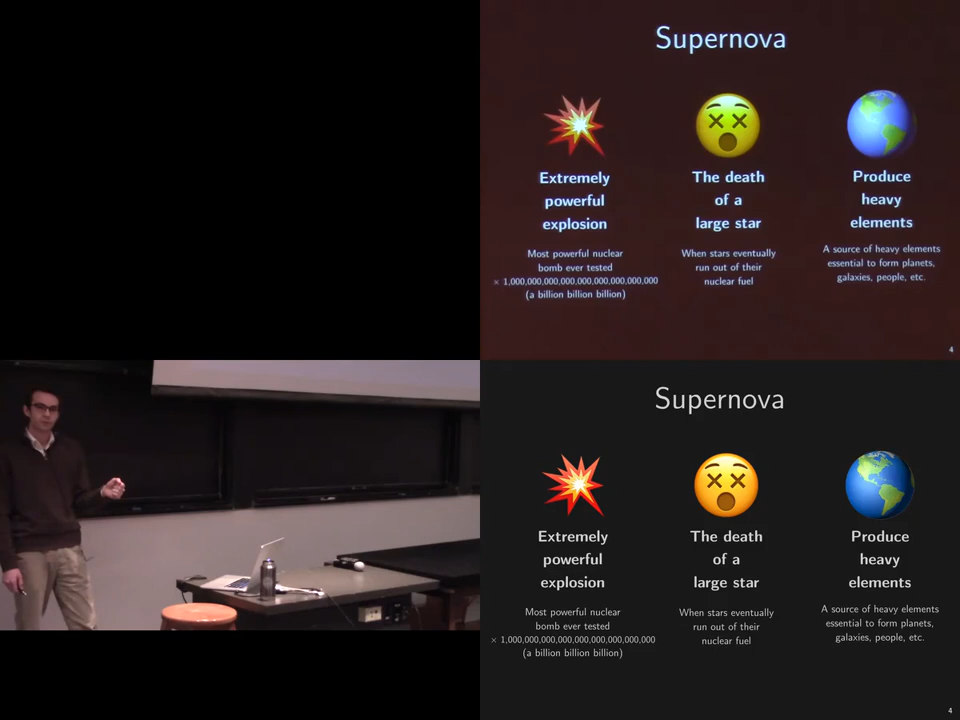 Supernova
Extremely
powerful
explosion
Most powerful nuclear
bomb ever tested
× 1,000,000,000,000,000,000,000,000,000
(a billion billion billion)
The death
of a
large star
When stars eventually
run out of their
nuclear fuel
Produce
heavy
elements
A source of heavy elements
essential to form planets,
galaxies, people, etc.
4
Supernova
Extremely
powerful
explosion
Most powerful nuclear
bomb ever tested
× 1,000,000,000,000,000,000,000,000,000
(a billion billion billion)
The death
of a
large star
When stars eventually
run out of their
nuclear fuel
Produce
heavy
elements
A source of heavy elements
essential to form planets,
galaxies, people, etc.
4